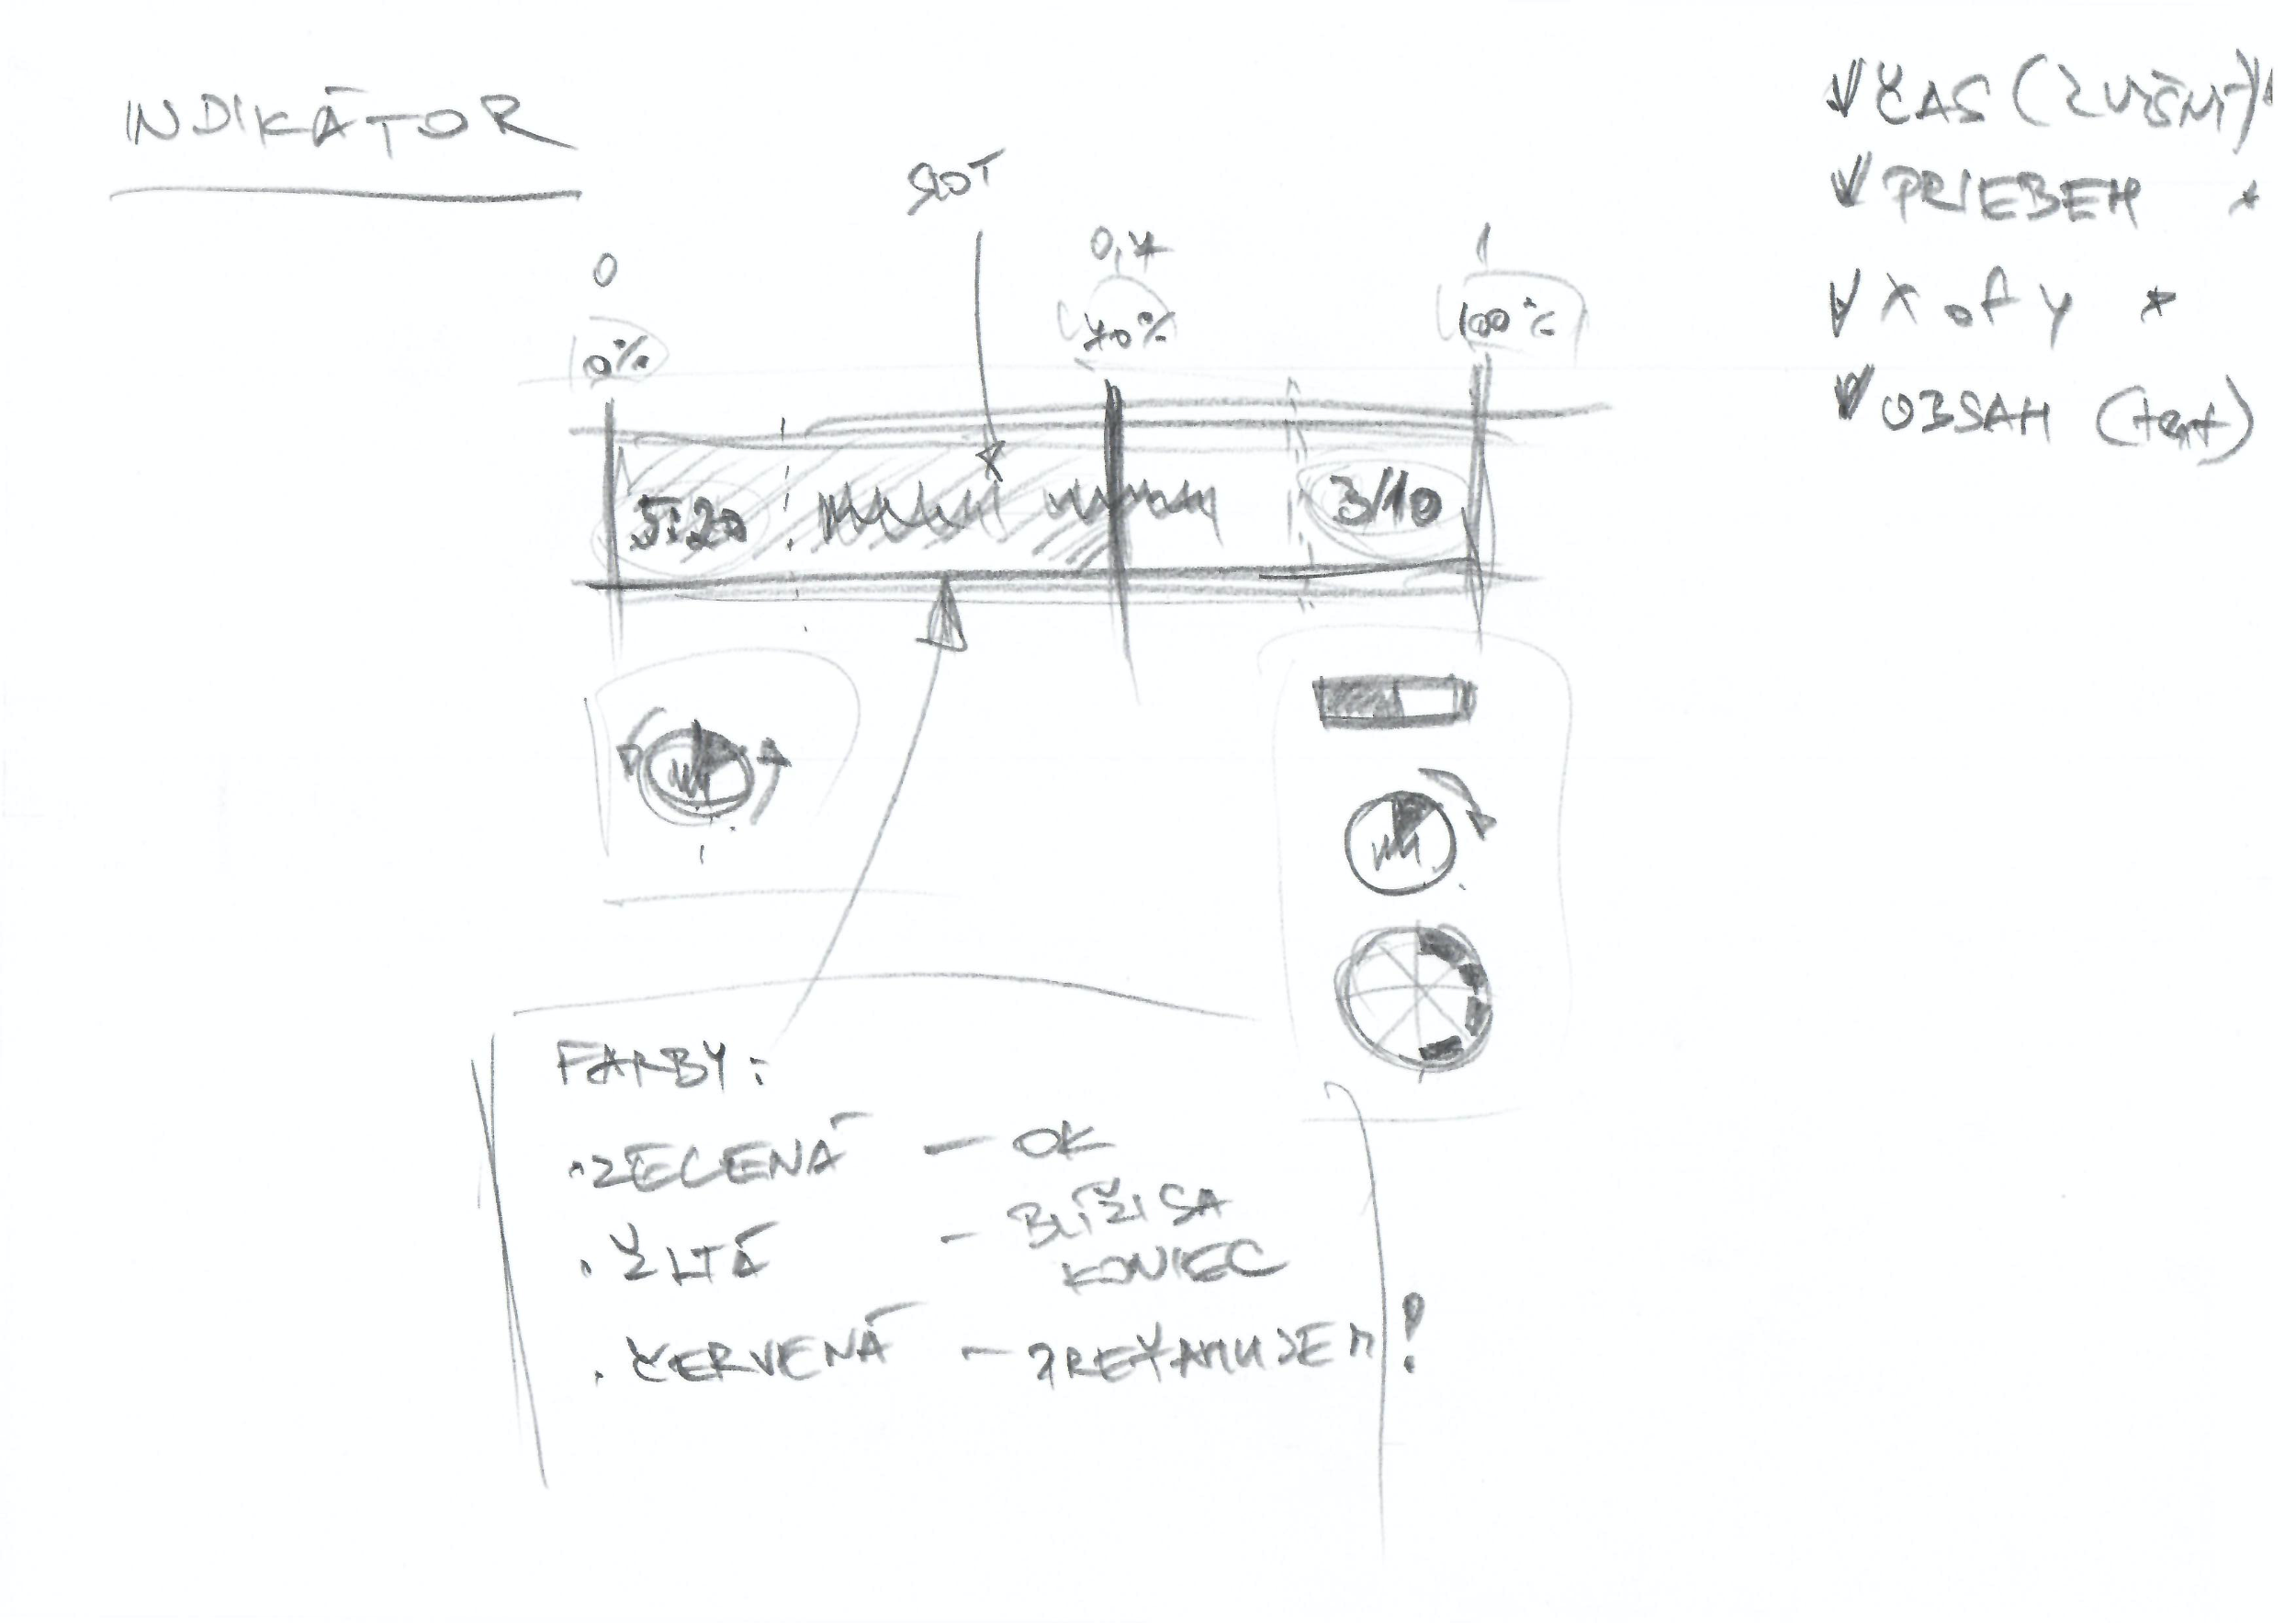 INDIKÁTOR
ČAS
PRIEBEH *
X of y *
OBSAH (text)
SLOT
0
0,4
1
0%
40%
100%
5:20
3/10
FARBY:
• ZELENÁ – OK
• ŽLTÁ – BLÍŽI SA
KONIEC
• ČERVENÁ – PREŤAHUJEM!